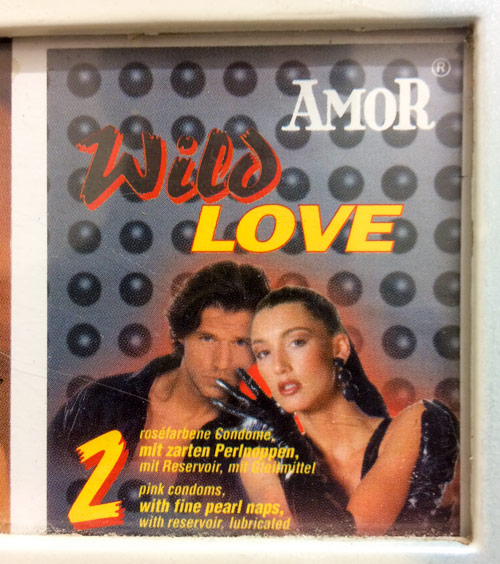 AMOR®
Wild
LOVE
2
roséfarbene Condome,
mit zarten Perlnoppen,
mit Reservoir, mit Gleitmittel
pink condoms,
with fine pearl naps,
with reservoir, lubricated